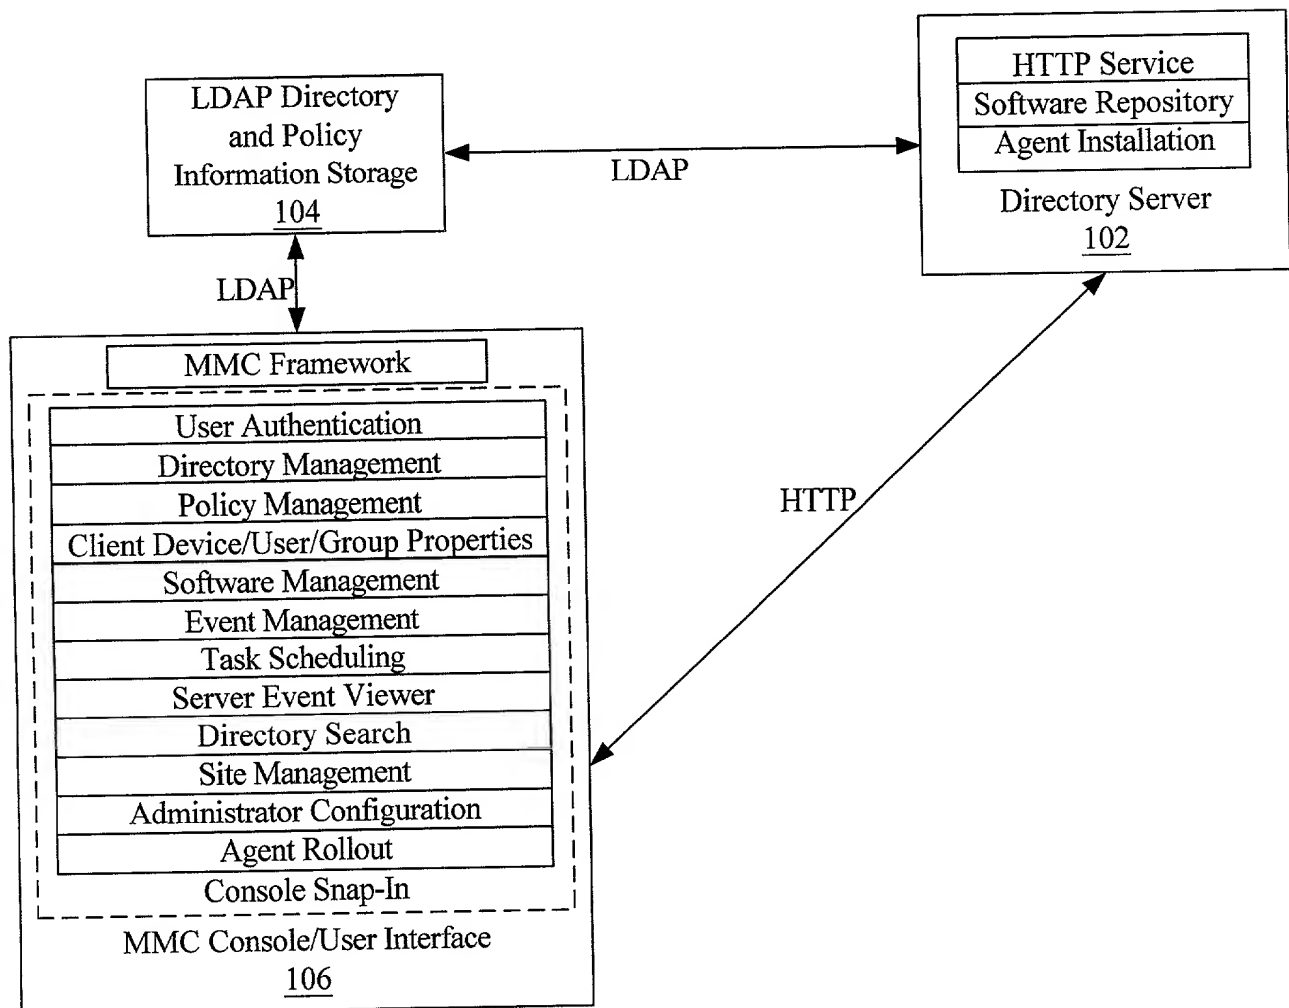 LDAP Directory
and Policy
Information Storage
104
HTTP Service
Software Repository
Agent Installation
Directory Server
102
LDAP
LDAP
HTTP
MMC Framework
User Authentication
Directory Management
Policy Management
Client Device/User/Group Properties
Software Management
Event Management
Task Scheduling
Server Event Viewer
Directory Search
Site Management
Administrator Configuration
Agent Rollout
Console Snap-In
MMC Console/User Interface
106